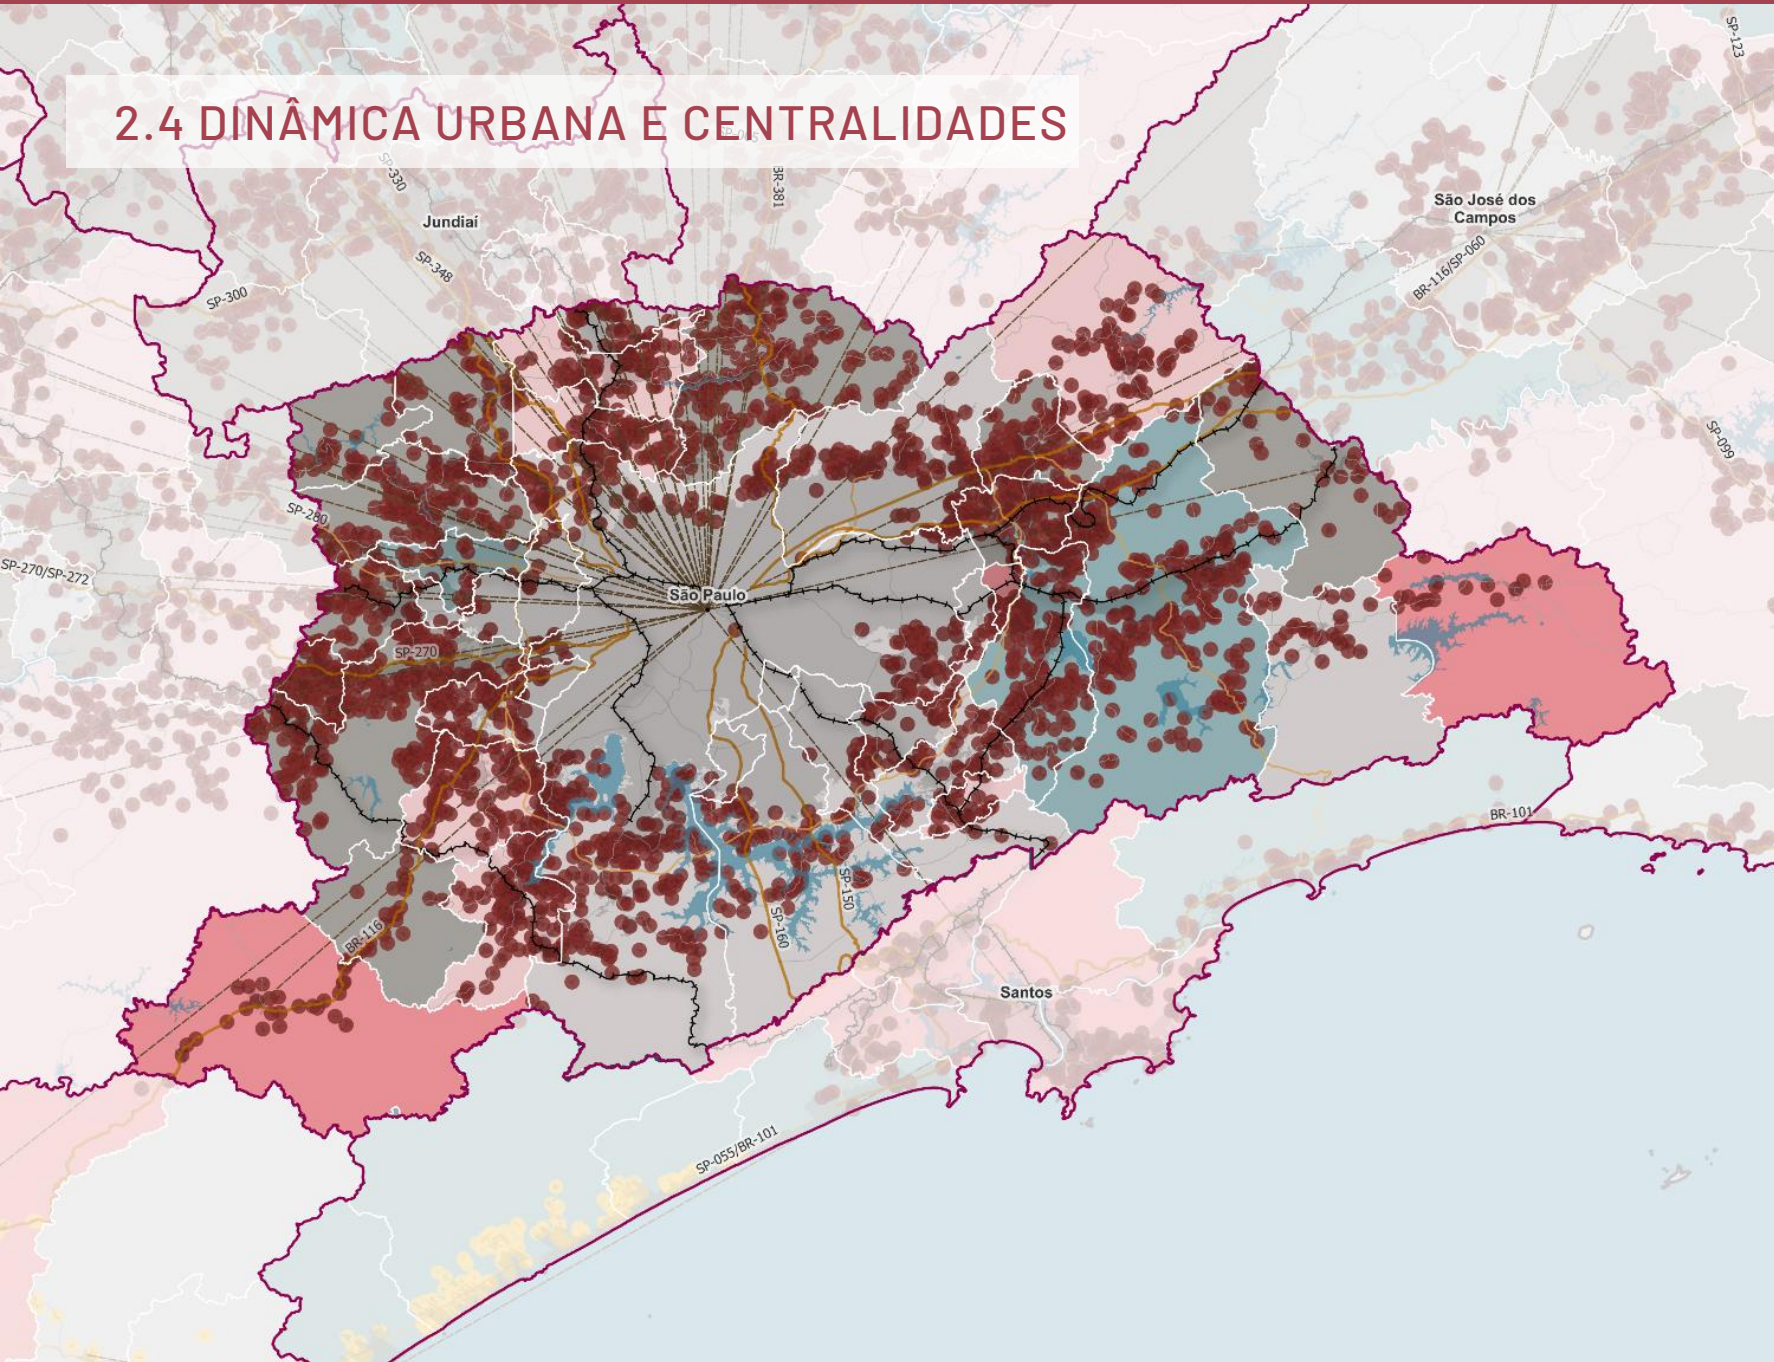 SP-123
2.4 DINÂMICA URBANA E CENTRALIDADES
SP-065
SP-330
BR-381
São José dos
Campos
Jundiaí
SP-348
BR-116/SP-060
SP-300
SP-099
SP-280
SP-270/SP-272
São Paulo
SP-270
BR-101
SP-150
SP-160
BR-116
Santos
SP-055/BR-101